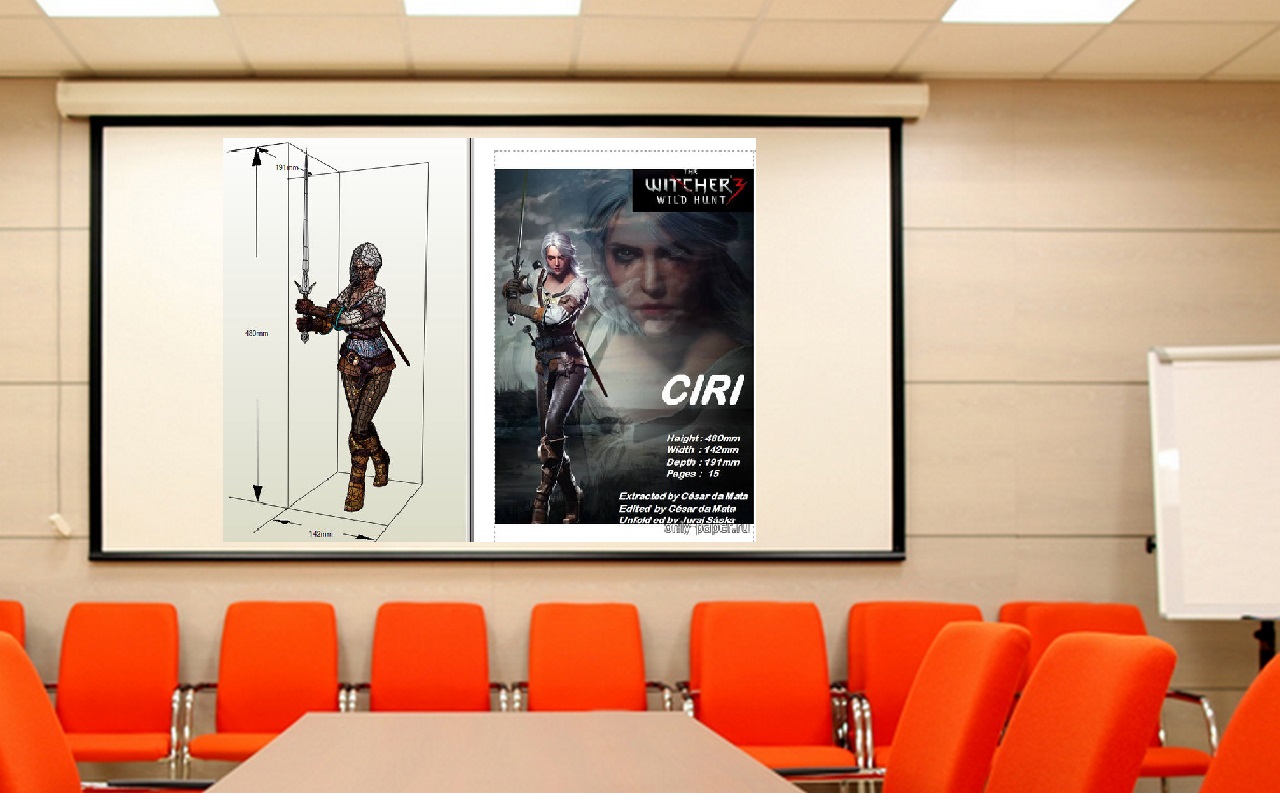 191mm
480mm
142mm
THE
WITCHER 3
WILD HUNT
CIRI
Height : 480mm
Width : 142mm
Depth : 191mm
Pages : 15
Extracted by César da Mata
Edited by César da Mata
Unfolded by Juraj Sáska
only-paper.ru